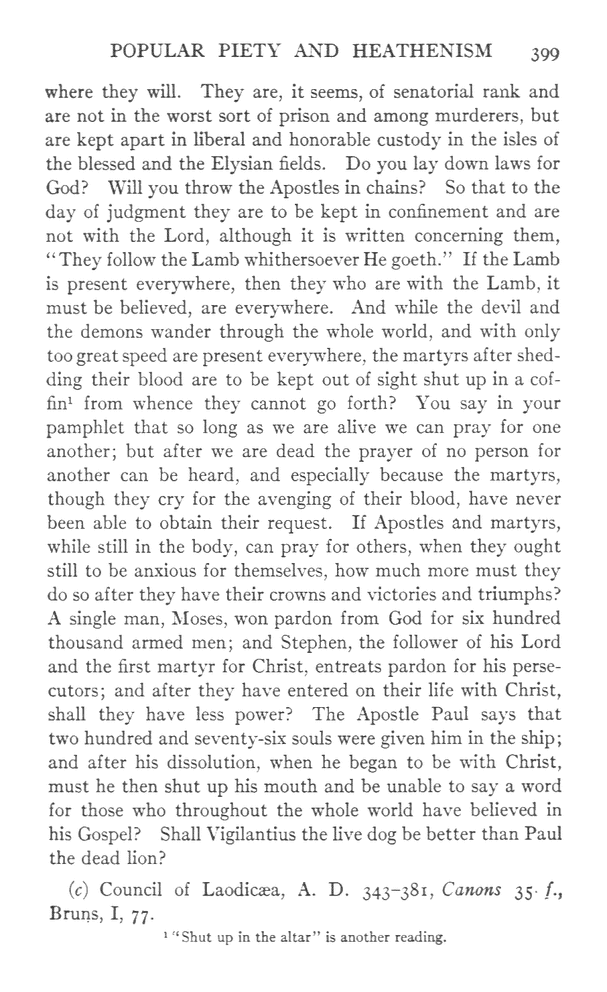 POPULAR PIETY AND HEATHENISM 399
where they will. They are, it seems, of senatorial rank and
are not in the worst sort of prison and among murderers, but
are kept apart in liberal and honorable custody in the isles of
the blessed and the Elysian fields. Do you lay down laws for
God? Will you throw the Apostles in chains? So that to the
day of judgment they are to be kept in confinement and are
not with the Lord, although it is written concerning them,
“They follow the Lamb whithersoever He goeth.” If the Lamb
is present everywhere, then they who are with the Lamb, it
must be believed, are everywhere. And while the devil and
the demons wander through the whole world, and with only
too great speed are present everywhere, the martyrs after shed-
ding their blood are to be kept out of sight shut up in a cof-
fin¹ from whence they cannot go forth? You say in your
pamphlet that so long as we are alive we can pray for one
another; but after we are dead the prayer of no person for
another can be heard, and especially because the martyrs,
though they cry for the avenging of their blood, have never
been able to obtain their request. If Apostles and martyrs,
while still in the body, can pray for others, when they ought
still to be anxious for themselves, how much more must they
do so after they have their crowns and victories and triumphs?
A single man, Moses, won pardon from God for six hundred
thousand armed men; and Stephen, the follower of his Lord
and the first martyr for Christ, entreats pardon for his perse-
cutors; and after they have entered on their life with Christ,
shall they have less power? The Apostle Paul says that
two hundred and seventy-six souls were given him in the ship;
and after his dissolution, when he began to be with Christ,
must he then shut up his mouth and be unable to say a word
for those who throughout the whole world have believed in
his Gospel? Shall Vigilantius the live dog be better than Paul
the dead lion?
(c) Council of Laodicæa, A. D. 343–381, Canons 35. f.,
Bruns, I, 77.
¹ “Shut up in the altar” is another reading.